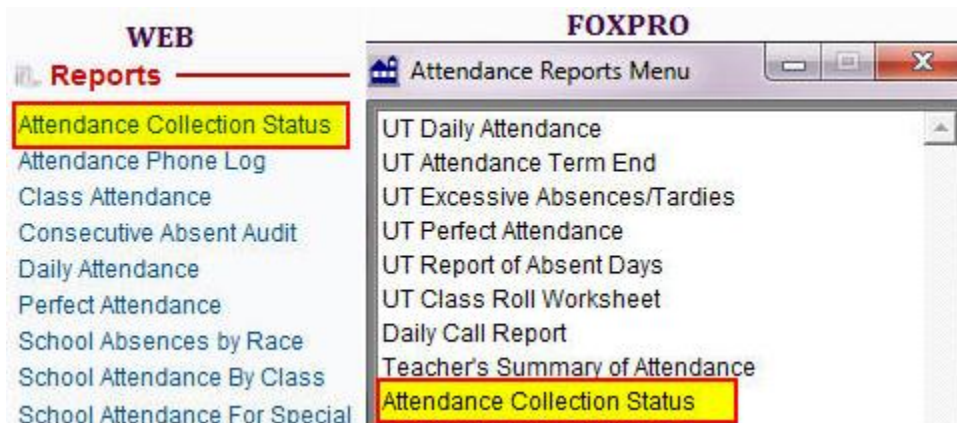 WEB
Reports
Attendance Collection Status
Attendance Phone Log
Class Attendance
Consecutive Absent Audit
Daily Attendance
Perfect Attendance
School Absences by Race
School Attendance By Class
School Attendance For Special
FOXPRO
Attendance Reports Menu
UT Daily Attendance
UT Attendance Term End
UT Excessive Absences/Tardies
UT Perfect Attendance
UT Report of Absent Days
UT Class Roll Worksheet
Daily Call Report
Teacher's Summary of Attendance
Attendance Collection Status